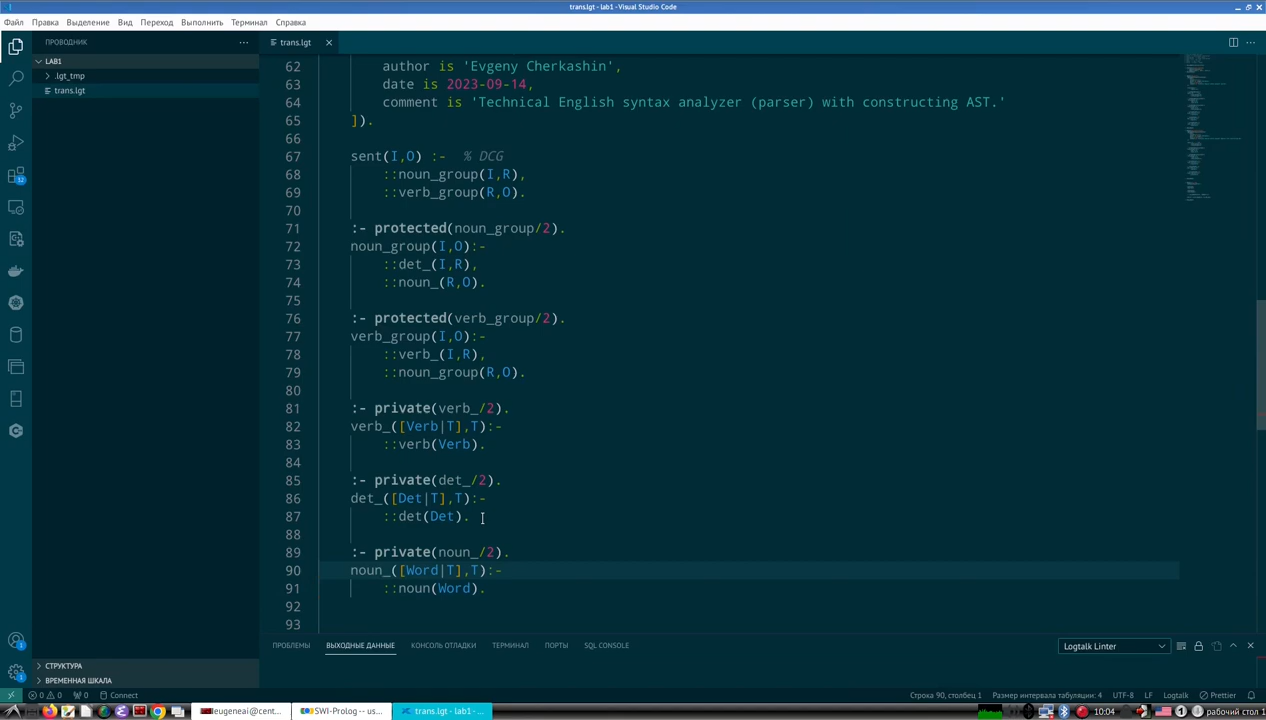 trans.lgt - lab1 - Visual Studio Code
Файл Правка Выделение Вид Переход Выполнить Терминал Справка
ПРОВОДНИК
LAB1
.lgt_tmp
trans.lgt
trans.lgt
62 author is 'Evgeny Cherkashin',
63 date is 2023-09-14,
64 comment is 'Technical English syntax analyzer (parser) with constructing AST.'
65 ]).
66
67 sent(I,O) :- % DCG
68 ::noun_group(I,R),
69 ::verb_group(R,O).
70
71 :- protected(noun_group/2).
72 noun_group(I,O):-
73 ::det_(I,R),
74 ::noun_(R,O).
75
76 :- protected(verb_group/2).
77 verb_group(I,O):-
78 ::verb_(I,R),
79 ::noun_group(R,O).
80
81 :- private(verb_/2).
82 verb_([Verb|T],T):-
83 ::verb(Verb).
84
85 :- private(det_/2).
86 det_([Det|T],T):-
87 ::det(Det).
88
89 :- private(noun_/2).
90 noun_([Word|T],T):-
91 ::noun(Word).
92
93
ПРОБЛЕМЫ ВЫХОДНЫЕ ДАННЫЕ КОНСОЛЬ ОТЛАДКИ ТЕРМИНАЛ ПОРТЫ SQL CONSOLE
Logtalk Linter
СТРУКТУРА
ВРЕМЕННАЯ ШКАЛА
0 0 0 Connect
Строка 90, столбец 1 Размер интервала табуляции: 4 UTF-8 LF Logtalk Prettier
eugeneai@cent... SWI-Prolog -- us... trans.lgt - lab1 - ... 10:04 рабочий стол 1